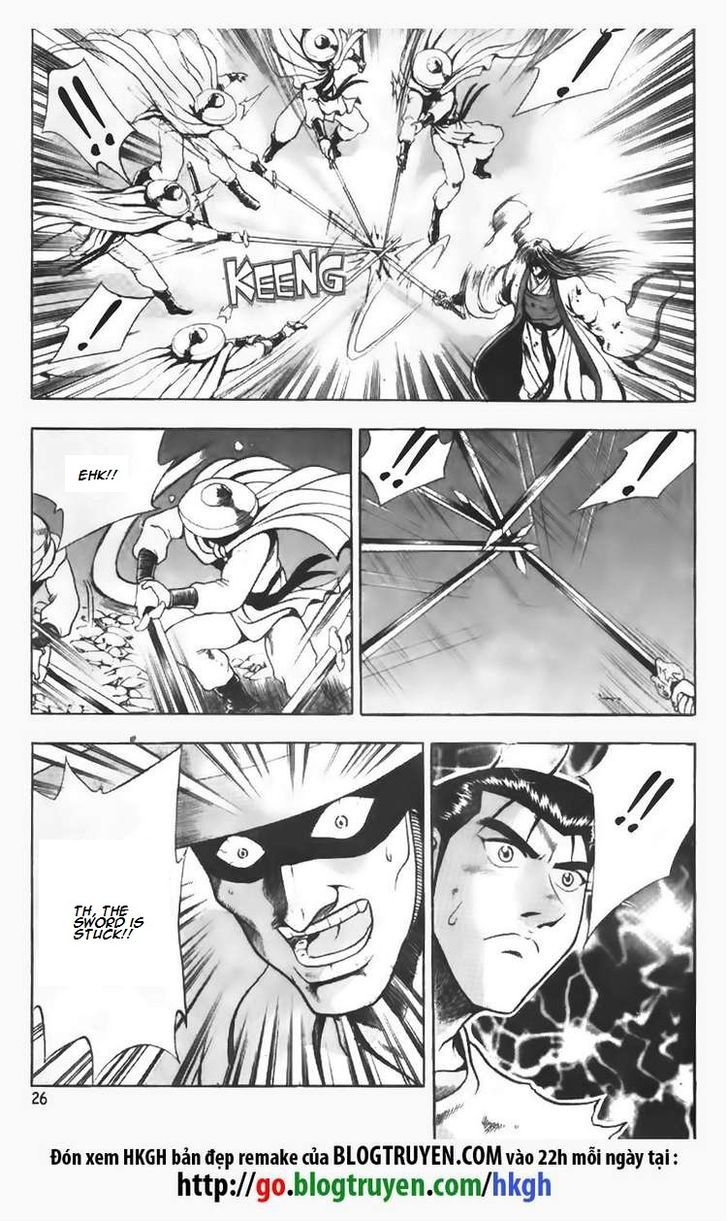 !!
!!
!!
KEENG
EHK!!
!!
!!
TH, THE
SWORD IS
STUCK!!
!!
26
Đón xem HKGH bản đẹp remake của BLOGTRUYEN.COM vào 22h mỗi ngày tại :
http://go.blogtruyen.com/hkgh